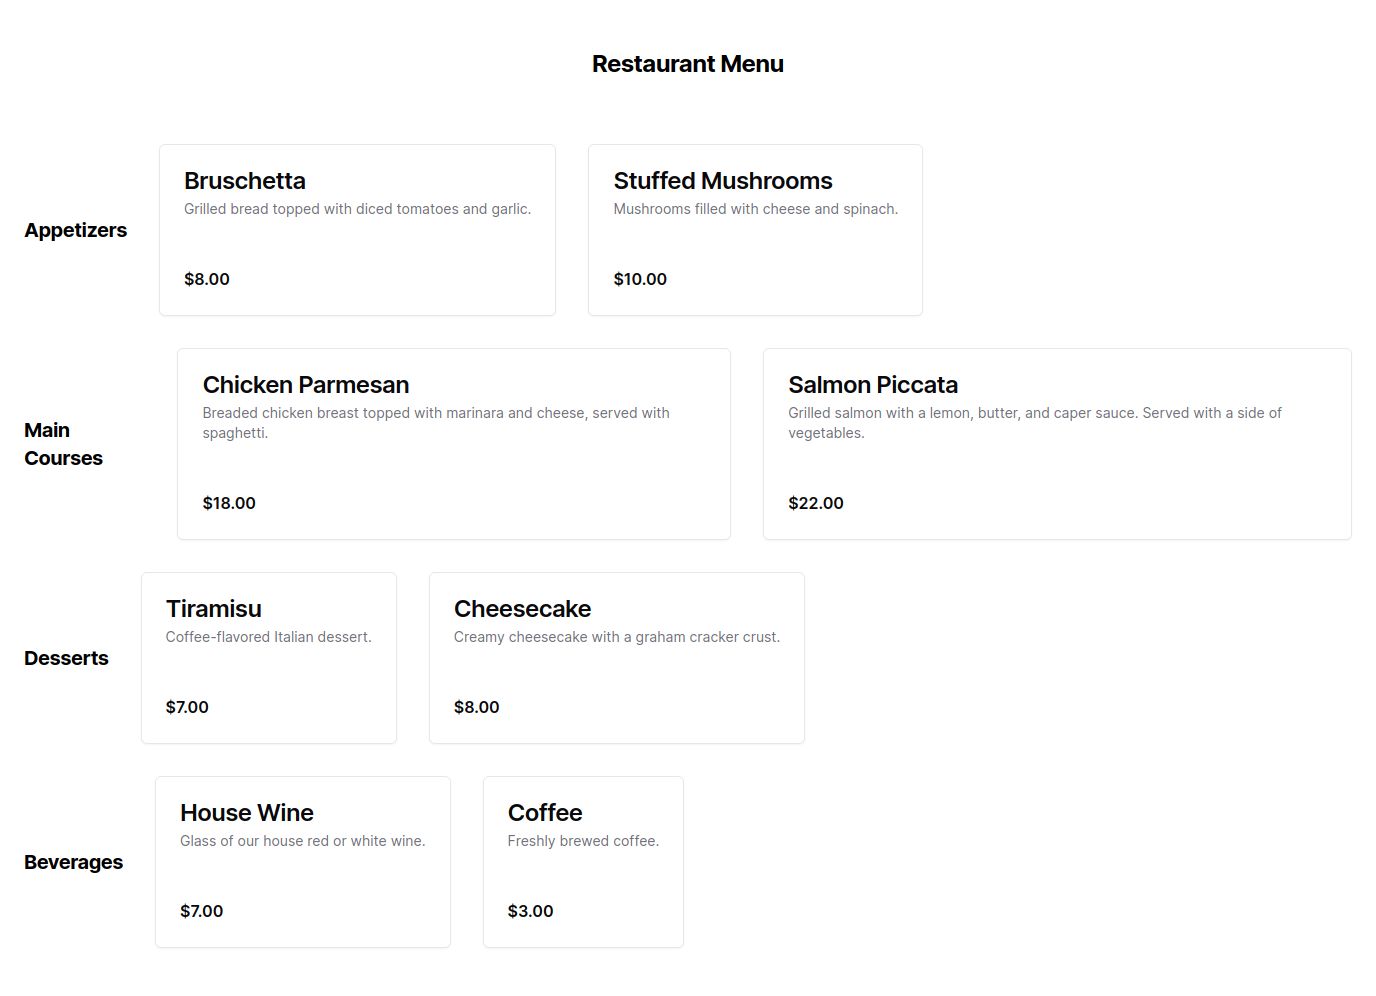 Restaurant Menu
Appetizers
Bruschetta
Grilled bread topped with diced tomatoes and garlic.
$8.00
Stuffed Mushrooms
Mushrooms filled with cheese and spinach.
$10.00
Main
Courses
Chicken Parmesan
Breaded chicken breast topped with marinara and cheese, served with
spaghetti.
$18.00
Salmon Piccata
Grilled salmon with a lemon, butter, and caper sauce. Served with a side of
vegetables.
$22.00
Desserts
Tiramisu
Coffee-flavored Italian dessert.
$7.00
Cheesecake
Creamy cheesecake with a graham cracker crust.
$8.00
Beverages
House Wine
Glass of our house red or white wine.
$7.00
Coffee
Freshly brewed coffee.
$3.00